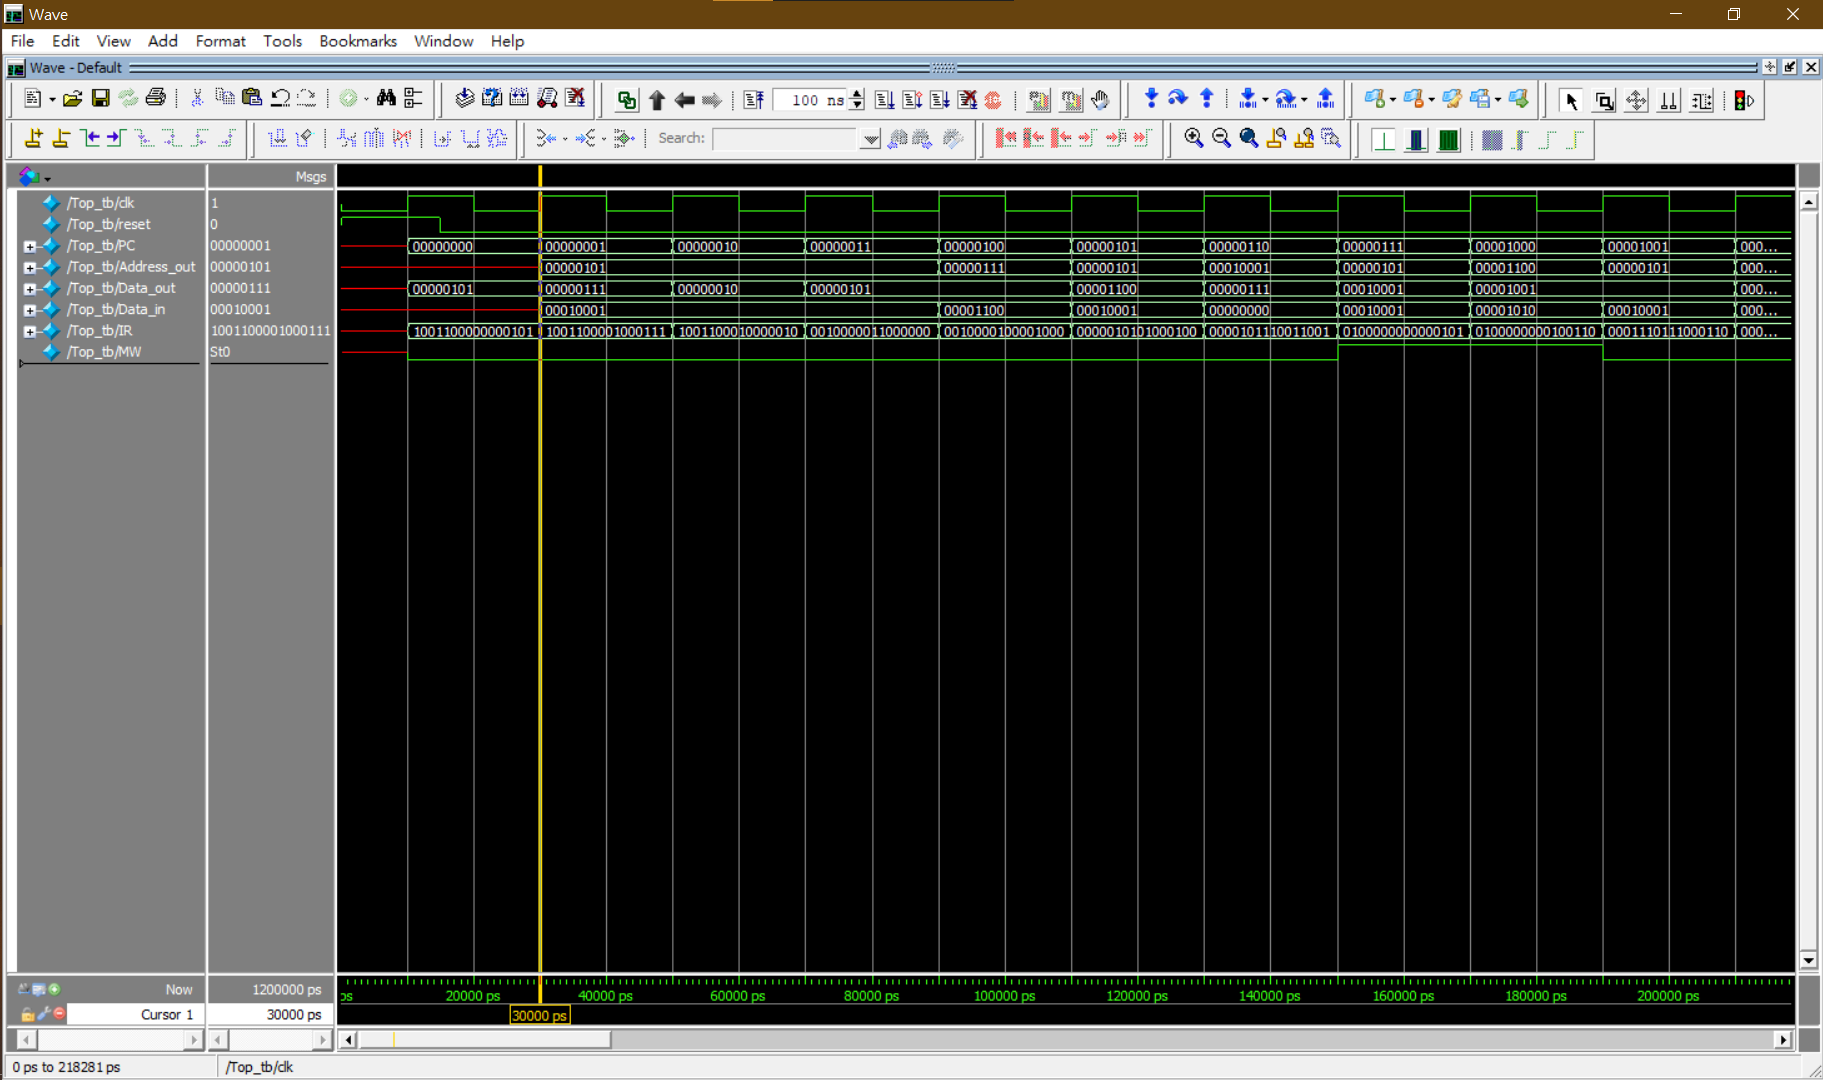 Wave
File Edit View Add Format Tools Bookmarks Window Help
Wave - Default
100 ns
Search:
Msgs
/Top_tb/clk 1
/Top_tb/reset 0
/Top_tb/PC 00000001 00000000 00000001 00000010 00000011 00000100 00000101 00000110 00000111 00001000 00001001 000...
/Top_tb/Address_out 00000101 00000101 00000111 00000101 00010001 00000101 00001100 00000101 000...
/Top_tb/Data_out 00000111 00000101 00000111 00000010 00000101 00001100 00000111 00010001 00001001 000...
/Top_tb/Data_in 00010001 00010001 00001100 00010001 00000000 00010001 00001010 00010001 000...
/Top_tb/IR 1001100001000111 1001100000000101 1001100001000111 1001100010000010 0010000011000000 0010000100001000 0000010101000100 0000101110011001 0100000000000101 0100000000100110 0001110111000110 000...
/Top_tb/MW St0
Now 1200000 ps
ps 20000 ps 40000 ps 60000 ps 80000 ps 100000 ps 120000 ps 140000 ps 160000 ps 180000 ps 200000 ps
Cursor 1 30000 ps 30000 ps
0 ps to 218281 ps /Top_tb/clk